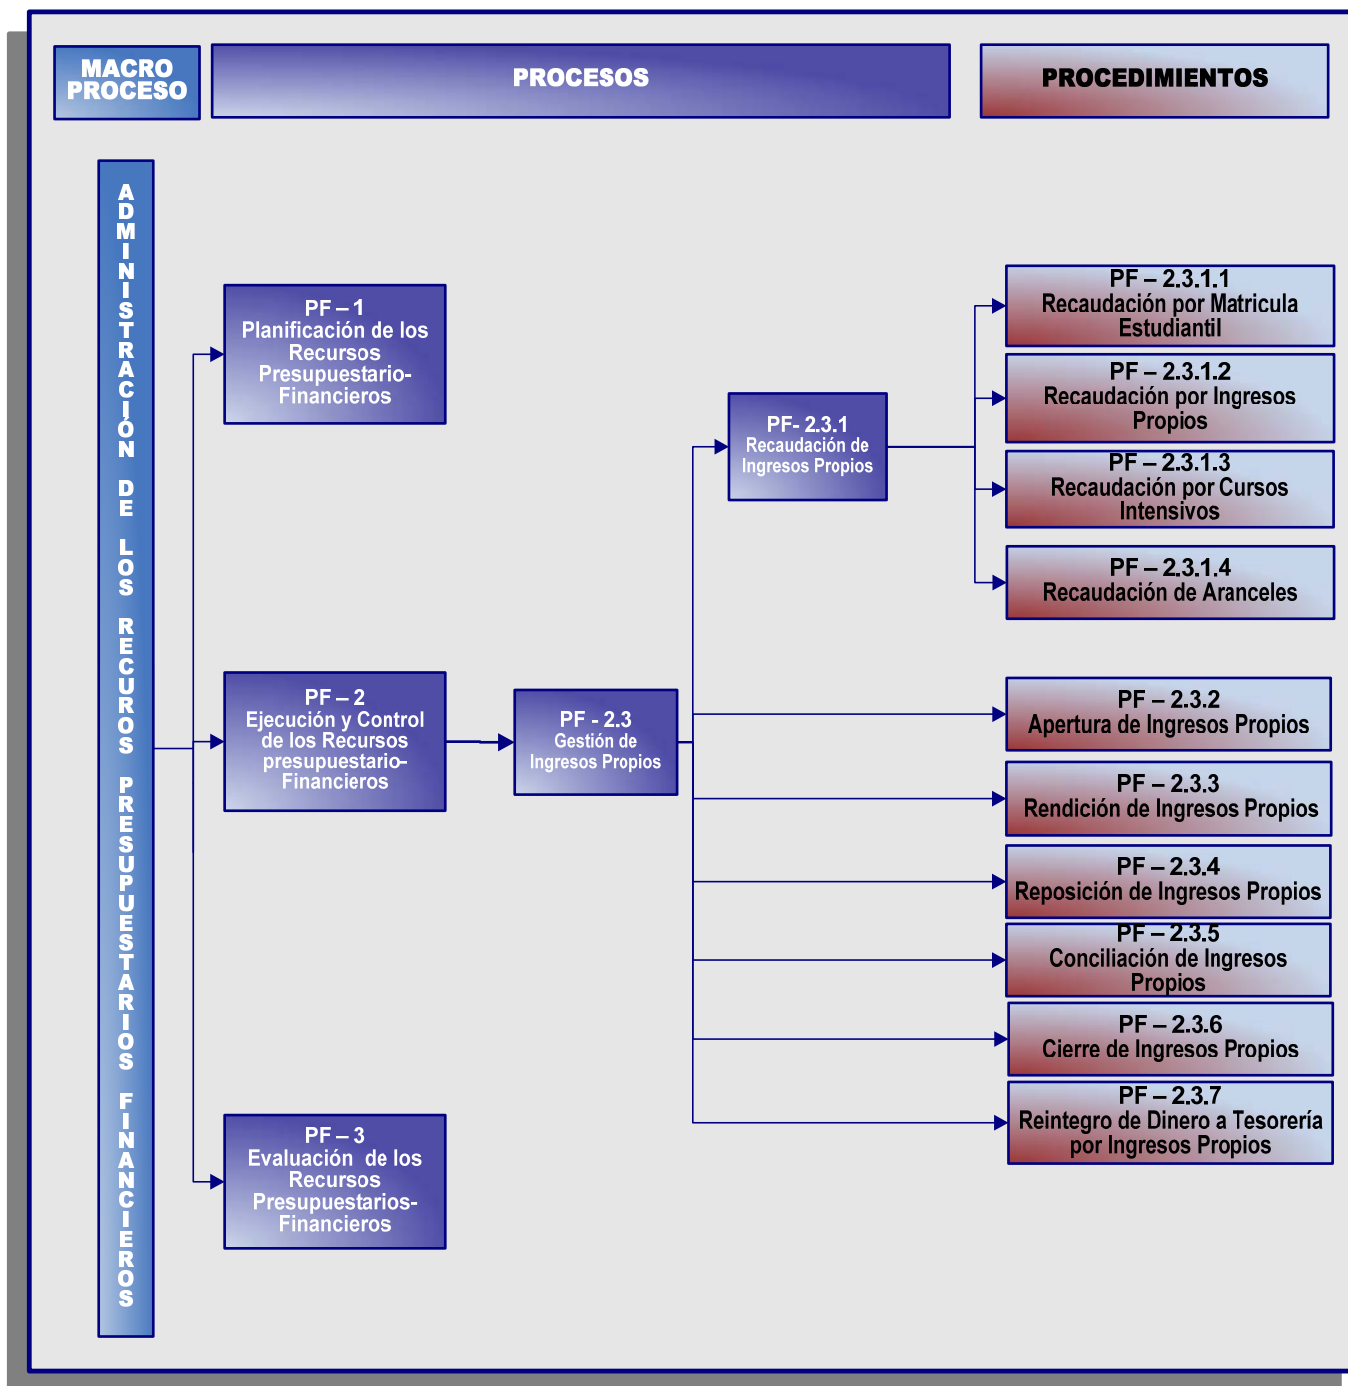 MACRO
PROCESO
PROCESOS
PROCEDIMIENTOS
ADMINISTRACIÓN DE LOS RECUROS PRESUPUESTARIOS FINANCIEROS
PF – 1
Planificación de los
Recursos
Presupuestario-
Financieros
PF – 2
Ejecución y Control
de los Recursos
presupuestario-
Financieros
PF – 3
Evaluación de los
Recursos
Presupuestarios-
Financieros
PF - 2.3
Gestión de
Ingresos Propios
PF- 2.3.1
Recaudación de
Ingresos Propios
PF – 2.3.1.1
Recaudación por Matricula
Estudiantil
PF – 2.3.1.2
Recaudación por Ingresos
Propios
PF – 2.3.1.3
Recaudación por Cursos
Intensivos
PF – 2.3.1.4
Recaudación de Aranceles
PF – 2.3.2
Apertura de Ingresos Propios
PF – 2.3.3
Rendición de Ingresos Propios
PF – 2.3.4
Reposición de Ingresos Propios
PF – 2.3.5
Conciliación de Ingresos
Propios
PF – 2.3.6
Cierre de Ingresos Propios
PF – 2.3.7
Reintegro de Dinero a Tesorería
por Ingresos Propios